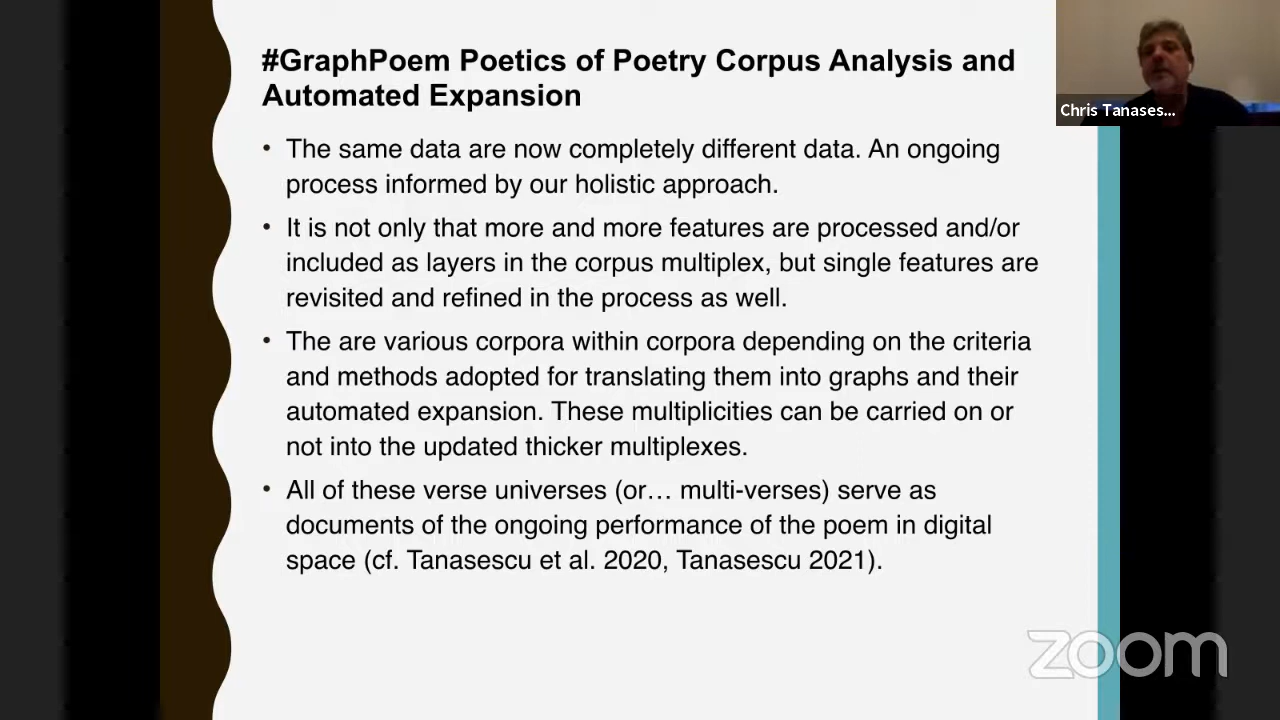 #GraphPoem Poetics of Poetry Corpus Analysis and
Automated Expansion
Chris Tanases...
• The same data are now completely different data. An ongoing
process informed by our holistic approach.
• It is not only that more and more features are processed and/or
included as layers in the corpus multiplex, but single features are
revisited and refined in the process as well.
• The are various corpora within corpora depending on the criteria
and methods adopted for translating them into graphs and their
automated expansion. These multiplicities can be carried on or
not into the updated thicker multiplexes.
• All of these verse universes (or… multi-verses) serve as
documents of the ongoing performance of the poem in digital
space (cf. Tanasescu et al. 2020, Tanasescu 2021).
zoom